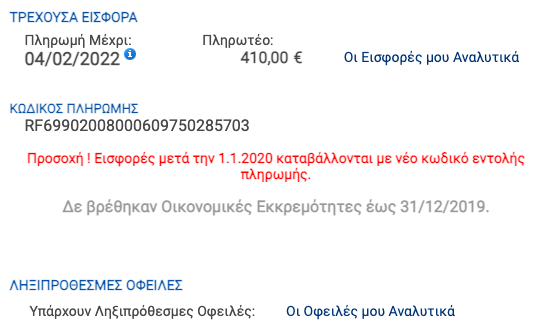 ΤΡΕΧΟΥΣΑ ΕΙΣΦΟΡΑ
Πληρωμή Μέχρι: Πληρωτέο:
04/02/2022 410,00 € Οι Εισφορές μου Αναλυτικά
ΚΩΔΙΚΟΣ ΠΛΗΡΩΜΗΣ
RF69902008000609750285703
Προσοχή ! Εισφορές μετά την 1.1.2020 καταβάλλονται με νέο κωδικό εντολής
πληρωμής.
Δε βρέθηκαν Οικονομικές Εκκρεμότητες έως 31/12/2019.
ΛΗΞΙΠΡΟΘΕΣΜΕΣ ΟΦΕΙΛΕΣ
Υπάρχουν Ληξιπρόθεσμες Οφειλές: Οι Οφειλές μου Αναλυτικά